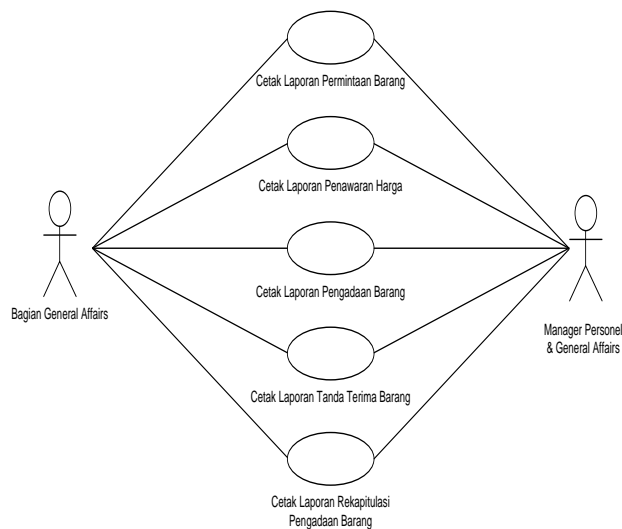 Cetak Laporan Permintaan Barang
Cetak Laporan Penawaran Harga
Bagian General Affairs
Cetak Laporan Pengadaan Barang
Manager Personel
& General Affairs
Cetak Laporan Tanda Terima Barang
Cetak Laporan Rekapitulasi
Pengadaan Barang